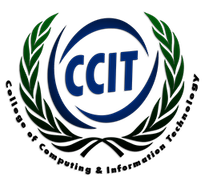 CCIT
College of Computing & Information Technology